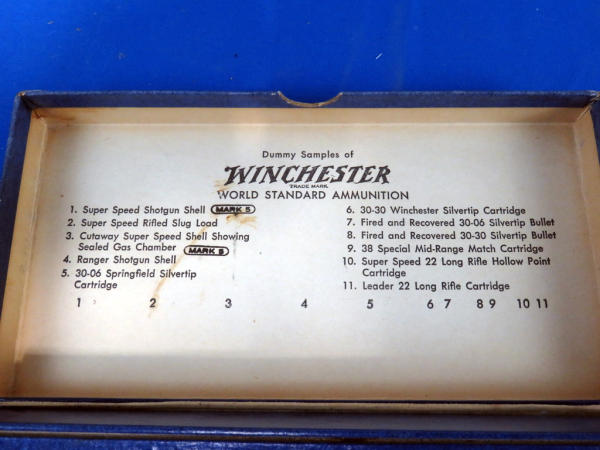 Dummy Samples of
WINCHESTER
TRADE MARK
WORLD STANDARD AMMUNITION
1. Super Speed Shotgun Shell MARK 5
2. Super Speed Rifled Slug Load
3. Cutaway Super Speed Shell Showing
Sealed Gas Chamber MARK 5
4. Ranger Shotgun Shell
5. 30-06 Springfield Silvertip
Cartridge
6. 30-30 Winchester Silvertip Cartridge
7. Fired and Recovered 30-06 Silvertip Bullet
8. Fired and Recovered 30-30 Silvertip Bullet
9. 38 Special Mid-Range Match Cartridge
10. Super Speed 22 Long Rifle Hollow Point
Cartridge
11. Leader 22 Long Rifle Cartridge
1 2 3 4 5 6 7 8 9 10 11